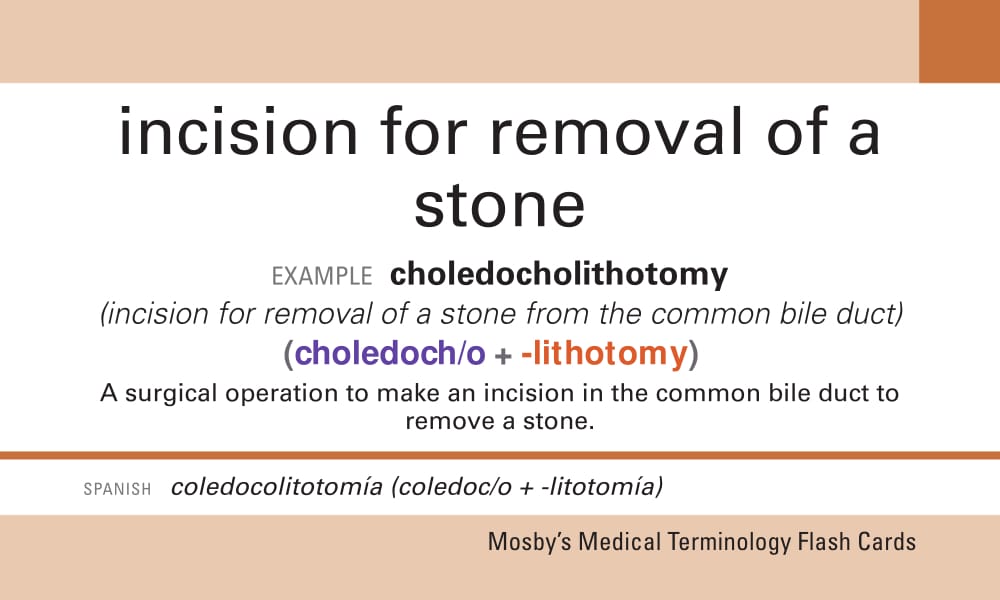 incision for removal of a
stone
EXAMPLE choledocholithotomy
(incision for removal of a stone from the common bile duct)
(choledoch/o + -lithotomy)
A surgical operation to make an incision in the common bile duct to
remove a stone.
SPANISH coledocolitotomía (coledoc/o + -litotomía)
Mosby's Medical Terminology Flash Cards